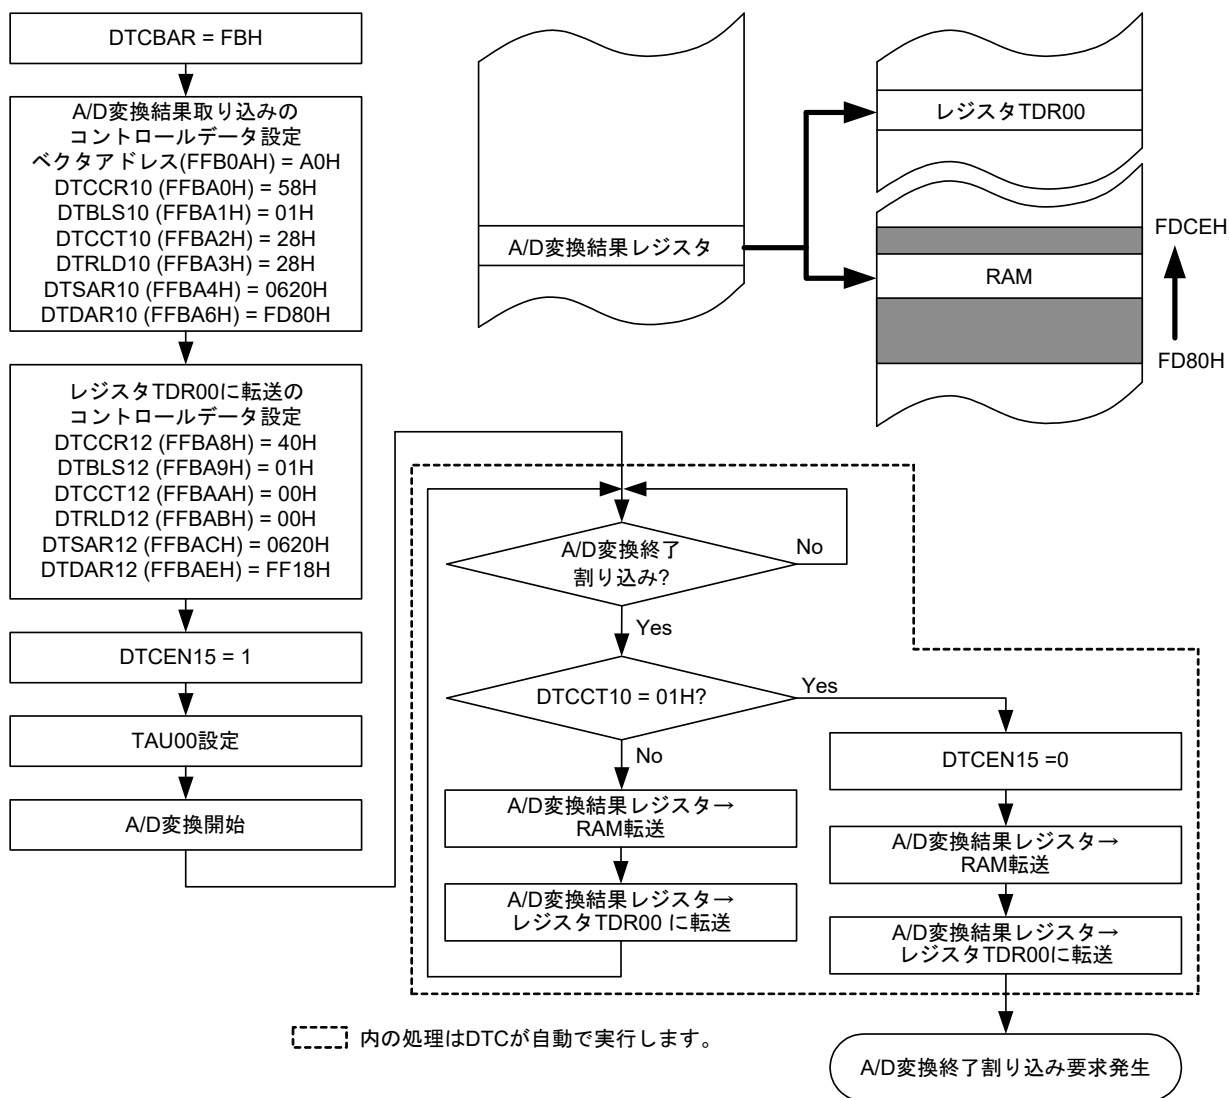 DTCBAR = FBH
A/D変換結果取り込みの
コントロールデータ設定
ベクタアドレス(FFB0AH) = A0H
DTCCR10 (FFBA0H) = 58H
DTBLS10 (FFBA1H) = 01H
DTCCT10 (FFBA2H) = 28H
DTRLD10 (FFBA3H) = 28H
DTSAR10 (FFBA4H) = 0620H
DTDAR10 (FFBA6H) = FD80H
レジスタTDR00に転送の
コントロールデータ設定
DTCCR12 (FFBA8H) = 40H
DTBLS12 (FFBA9H) = 01H
DTCCT12 (FFBAAH) = 00H
DTRLD12 (FFBABH) = 00H
DTSAR12 (FFBACH) = 0620H
DTDAR12 (FFBAEH) = FF18H
DTCEN15 = 1
TAU00設定
A/D変換開始
A/D変換結果レジスタ
レジスタTDR00
RAM
FDCEH
FD80H
A/D変換終了
割り込み?
No
Yes
DTCCT10 = 01H?
Yes
No
A/D変換結果レジスタ→
RAM転送
A/D変換結果レジスタ→
レジスタTDR00 に転送
DTCEN15 =0
A/D変換結果レジスタ→
RAM転送
A/D変換結果レジスタ→
レジスタTDR00に転送
A/D変換終了割り込み要求発生
内の処理はDTCが自動で実行します。